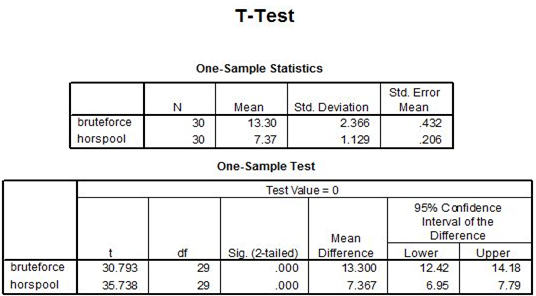 T-Test
One-Sample Statistics
N Mean Std. Deviation Std. Error Mean
bruteforce 30 13.30 2.366 .432
horspool 30 7.37 1.129 .206
One-Sample Test
Test Value = 0
t df Sig. (2-tailed) Mean Difference 95% Confidence Interval of the Difference
Lower Upper
bruteforce 30.793 29 .000 13.300 12.42 14.18
horspool 35.738 29 .000 7.367 6.95 7.79